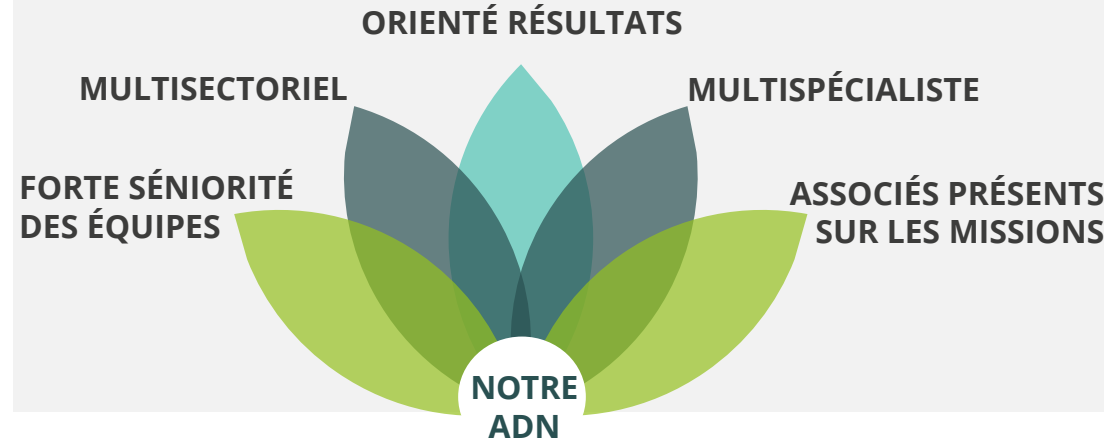 ORIENTÉ RÉSULTATS
MULTISECTORIEL
MULTISPÉCIALISTE
FORTE SÉNIORITÉ
DES ÉQUIPES
ASSOCIÉS PRÉSENTS
SUR LES MISSIONS
NOTRE
ADN